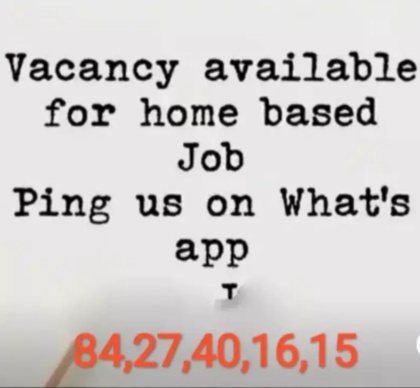 Vacancy available
for home based
Job
Ping us on What's
app
T
84,27,40,16,15